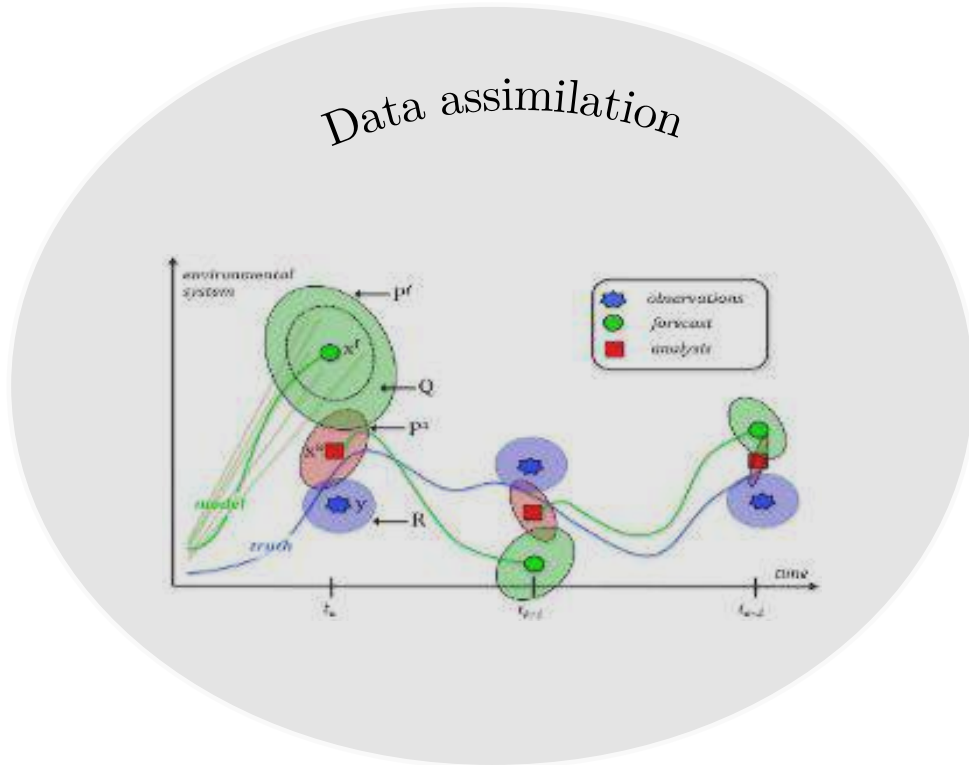 Data assimilation
environmental
system
Pᶠ
observations
xᶠ
forecast
analysis
Q
Pᵃ
xᵃ
model
y
R
truth
time